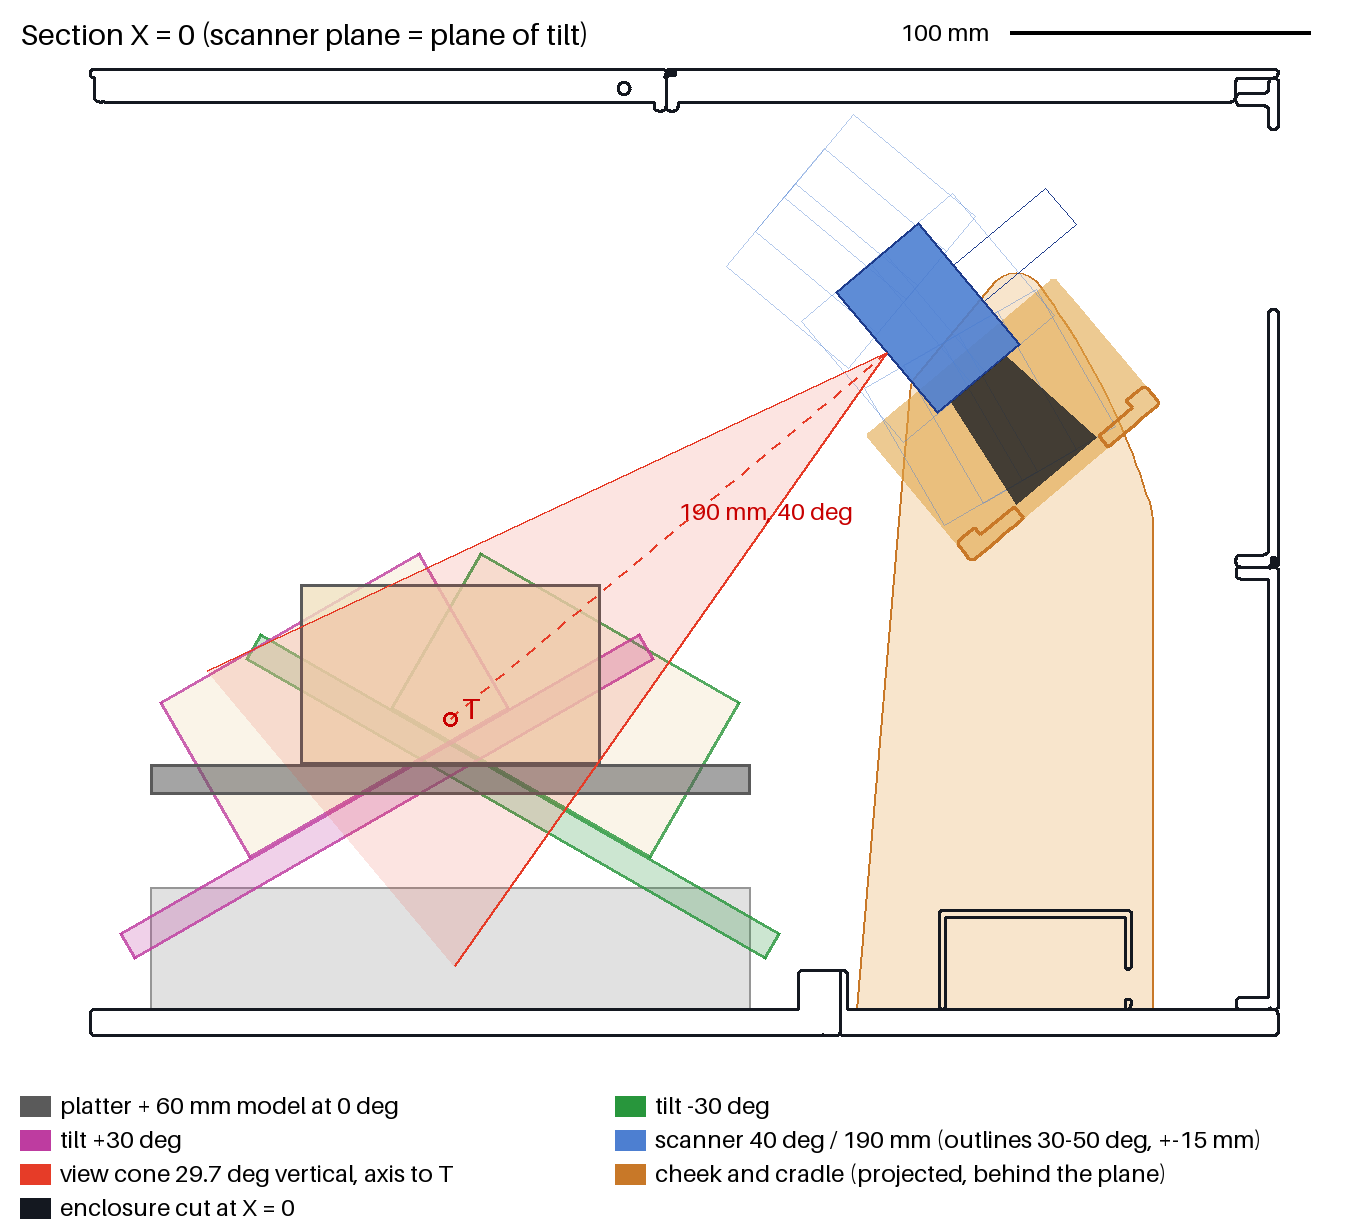 Section X = 0 (scanner plane = plane of tilt)
100 mm
190 mm, 40 deg
T
platter + 60 mm model at 0 deg
tilt -30 deg
tilt +30 deg
scanner 40 deg / 190 mm (outlines 30-50 deg, +-15 mm)
view cone 29.7 deg vertical, axis to T
cheek and cradle (projected, behind the plane)
enclosure cut at X = 0